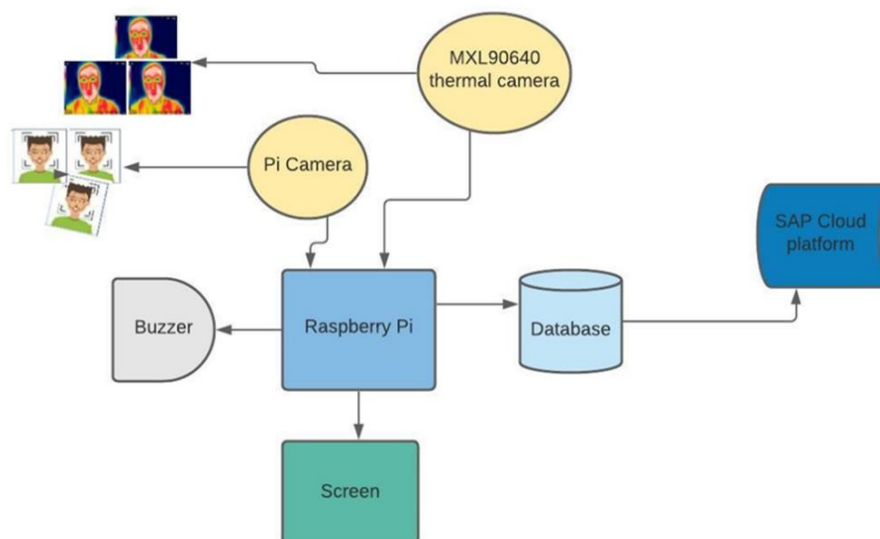 MXL90640
thermal camera
Pi Camera
SAP Cloud
platform
Buzzer
Raspberry Pi
Database
Screen